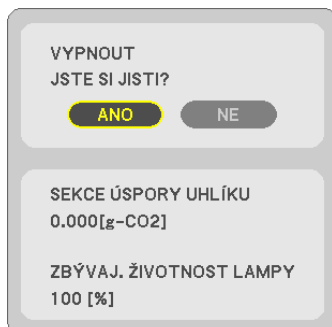 VYPNOUT
JSTE SI JISTI?
ANO NE
SEKCE ÚSPORY UHLÍKU
0.000[g-CO2]
ZBÝVAJ. ŽIVOTNOST LAMPY
100 [%]